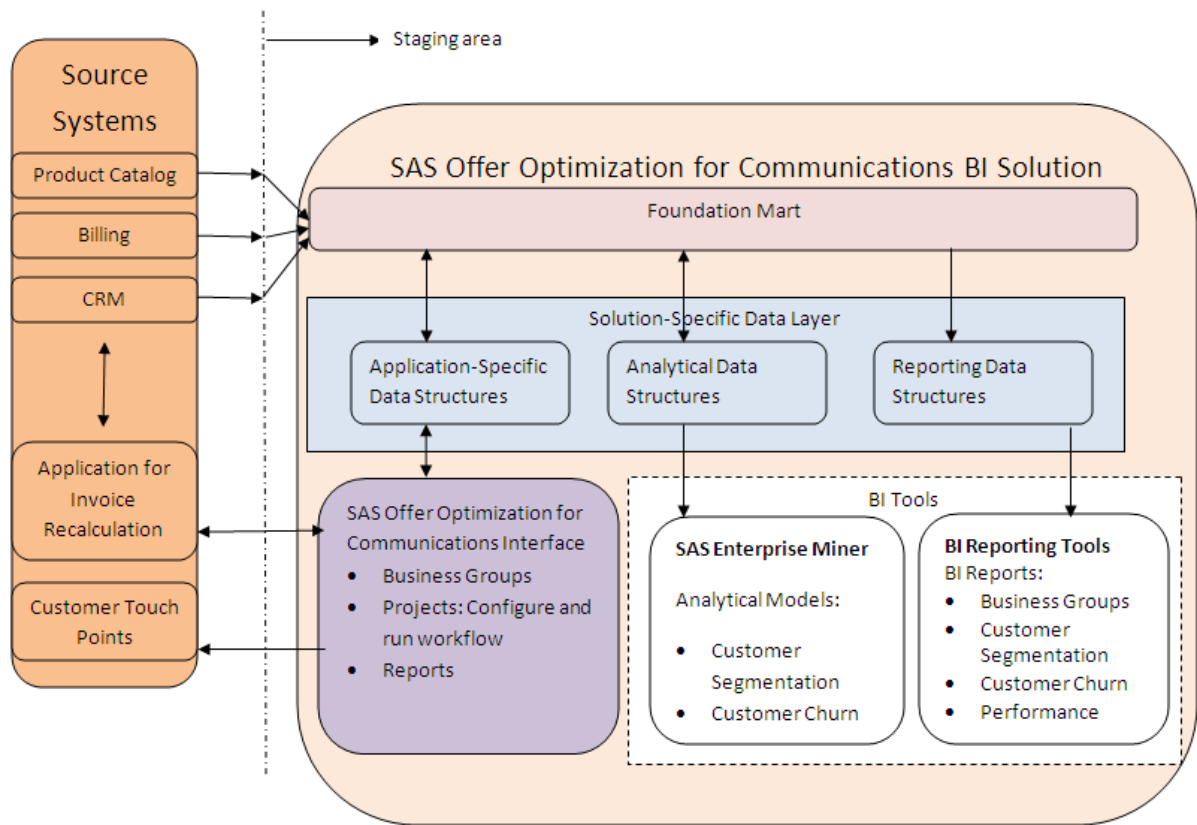 Source
Systems
Product Catalog
Billing
CRM
Application for
Invoice
Recalculation
Customer Touch
Points
Staging area
SAS Offer Optimization for Communications BI Solution
Foundation Mart
Solution-Specific Data Layer
Application-Specific
Data Structures
Analytical Data
Structures
Reporting Data
Structures
SAS Offer Optimization for
Communications Interface
• Business Groups
• Projects: Configure and
run workflow
• Reports
BI Tools
SAS Enterprise Miner
Analytical Models:
• Customer
Segmentation
• Customer Churn
BI Reporting Tools
BI Reports:
• Business Groups
• Customer
Segmentation
• Customer Churn
• Performance